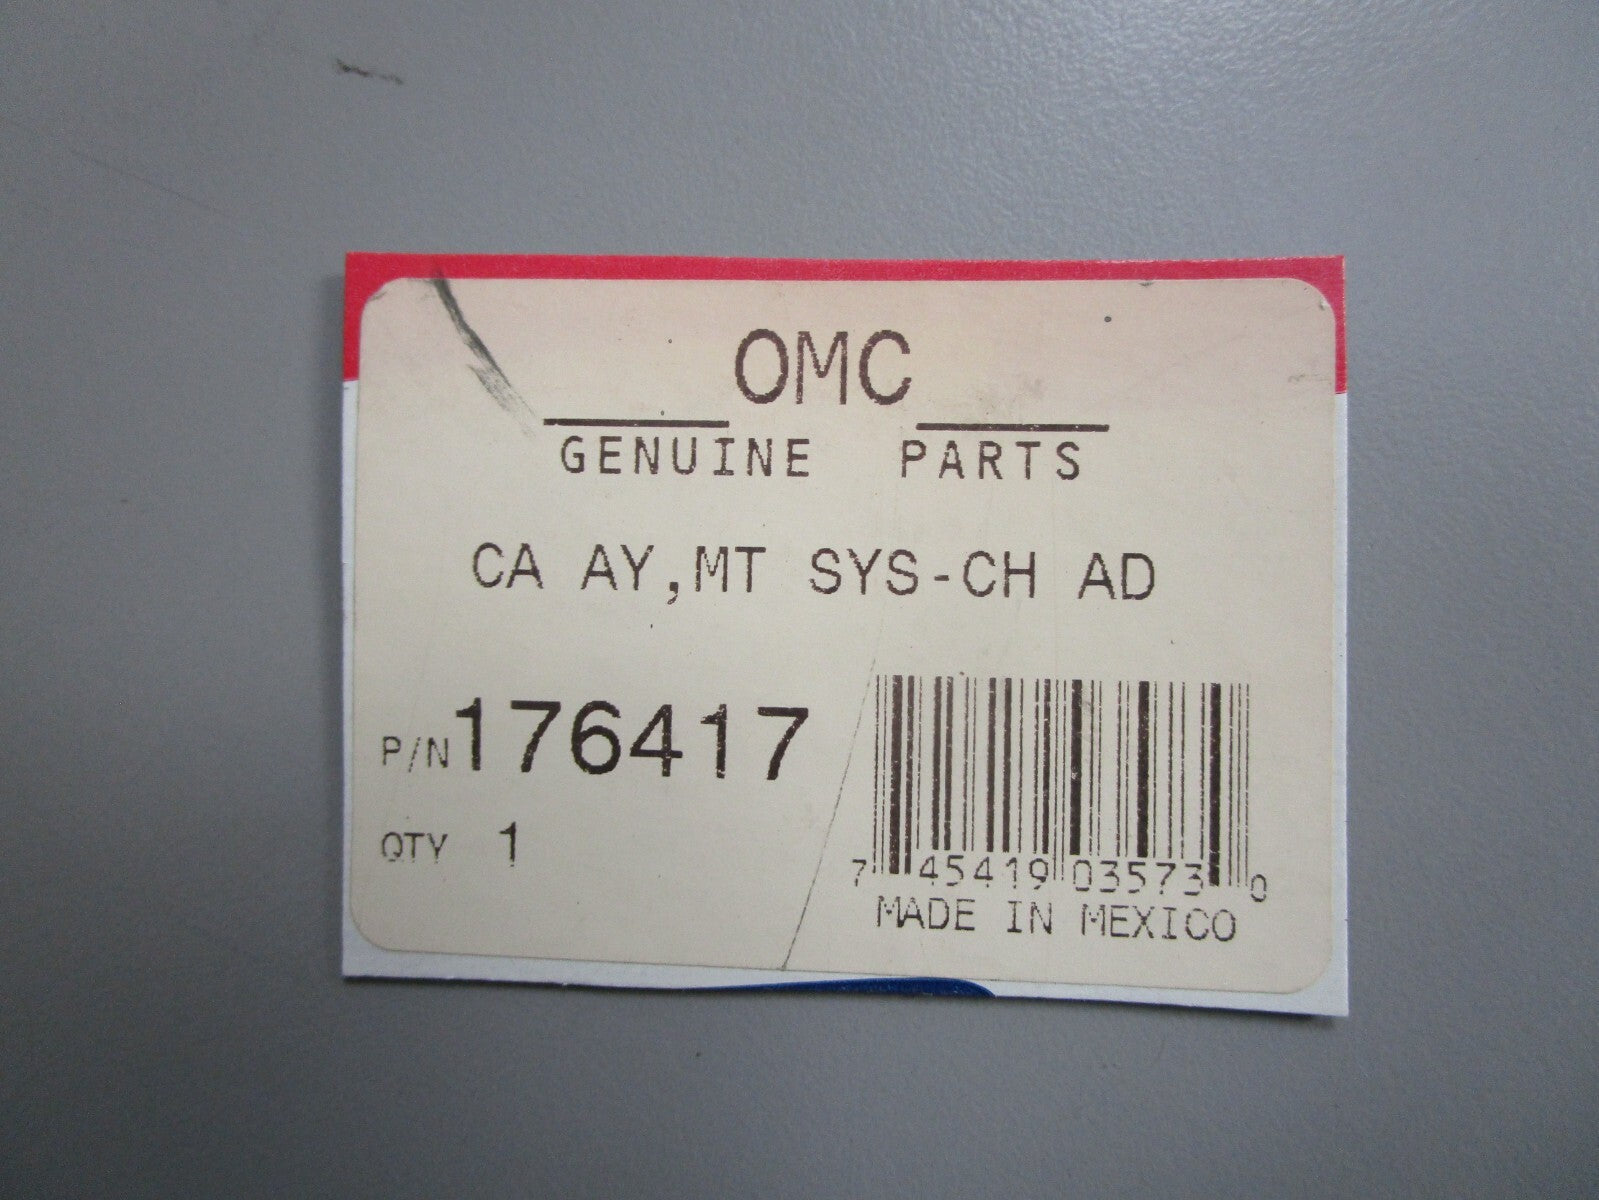 OMC
GENUINE PARTS
CA AY,MT SYS-CH AD
P/N 176417
QTY 1
7 45419 03573 0
MADE IN MEXICO